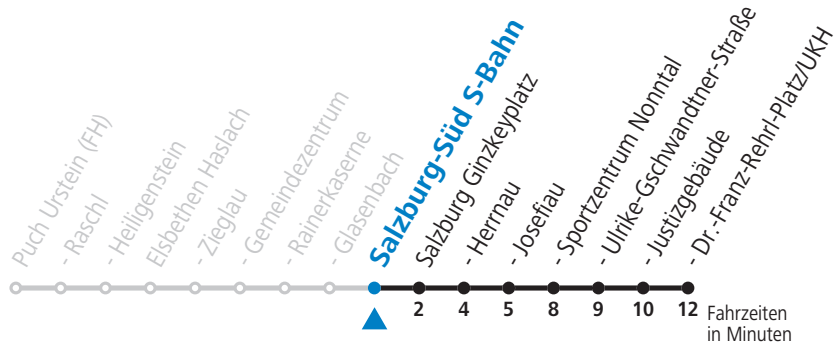 Puch Urstein (FH)
- Raschl
- Heiligenstein
Elsbethen Haslach
- Zieglau
- Gemeindezentrum
- Rainerkaserne
- Glasenbach
Salzburg-Süd S-Bahn
Salzburg Ginzkeyplatz
- Herrnau
- Josefiau
- Sportzentrum Nonntal
- Ulrike-Gschwandtner-Straße
- Justizgebäude
- Dr.-Franz-Rehrl-Platz/UKH
2 4 5 8 9 10 12 Fahrzeiten
in Minuten